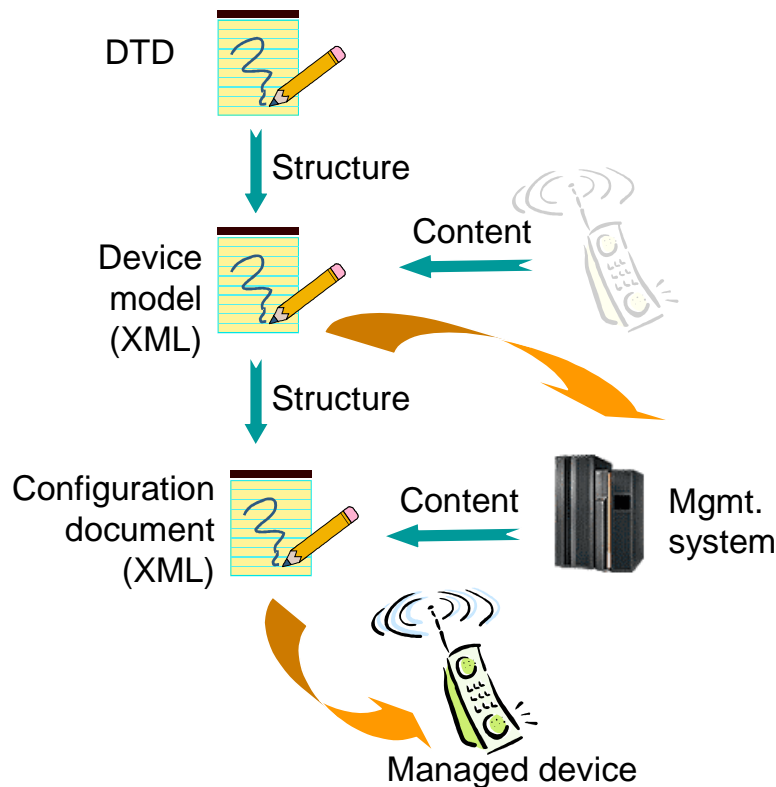 DTD
Structure
Content
Device
model
(XML)
Structure
Configuration
document
(XML)
Content
Mgmt.
system
Managed device